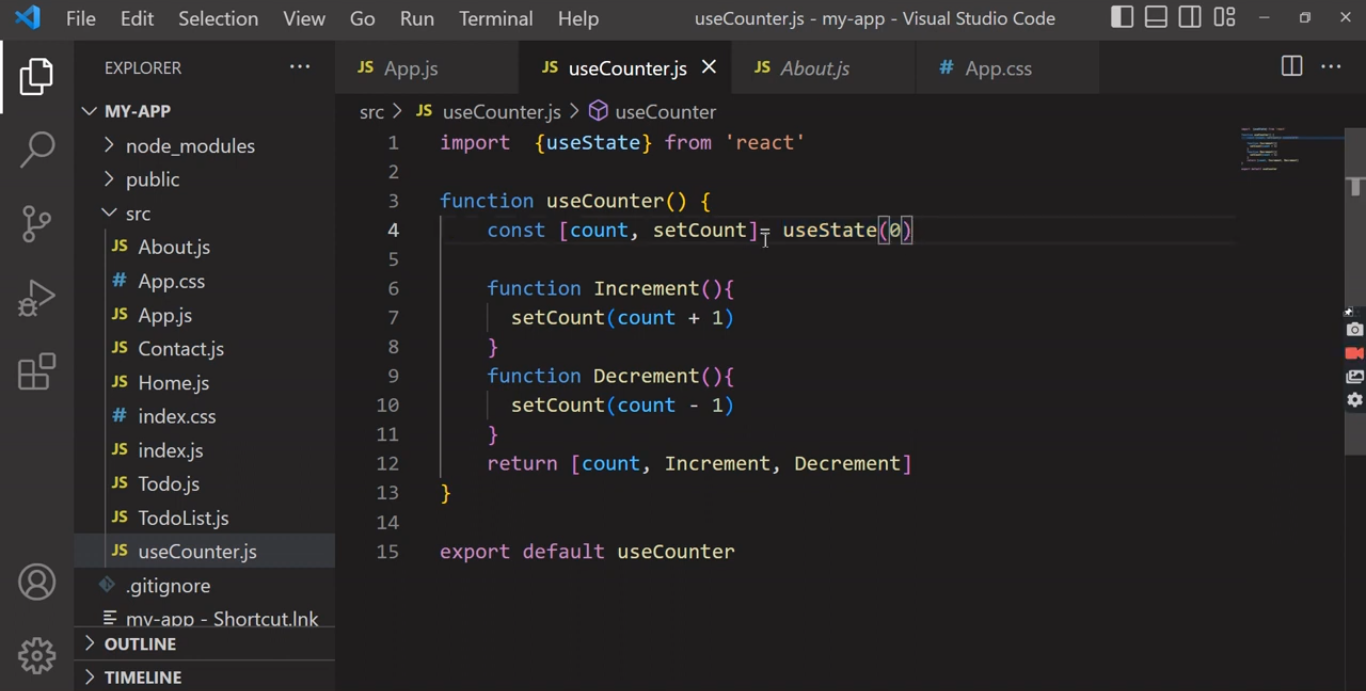 File Edit Selection View Go Run Terminal Help useCounter.js - my-app - Visual Studio Code
EXPLORER
JS App.js JS useCounter.js JS About.js # App.css
MY-APP
node_modules
public
src
JS About.js
# App.css
JS App.js
JS Contact.js
JS Home.js
# index.css
JS index.js
JS Todo.js
JS TodoList.js
JS useCounter.js
.gitignore
my-app - Shortcut.lnk
OUTLINE
TIMELINE
src > JS useCounter.js > useCounter
1 import  {useState} from 'react'
2
3 function useCounter() {
4     const [count, setCount]= useState(0)
5
6     function Increment(){
7       setCount(count + 1)
8     }
9     function Decrement(){
10       setCount(count - 1)
11     }
12     return [count, Increment, Decrement]
13 }
14
15 export default useCounter